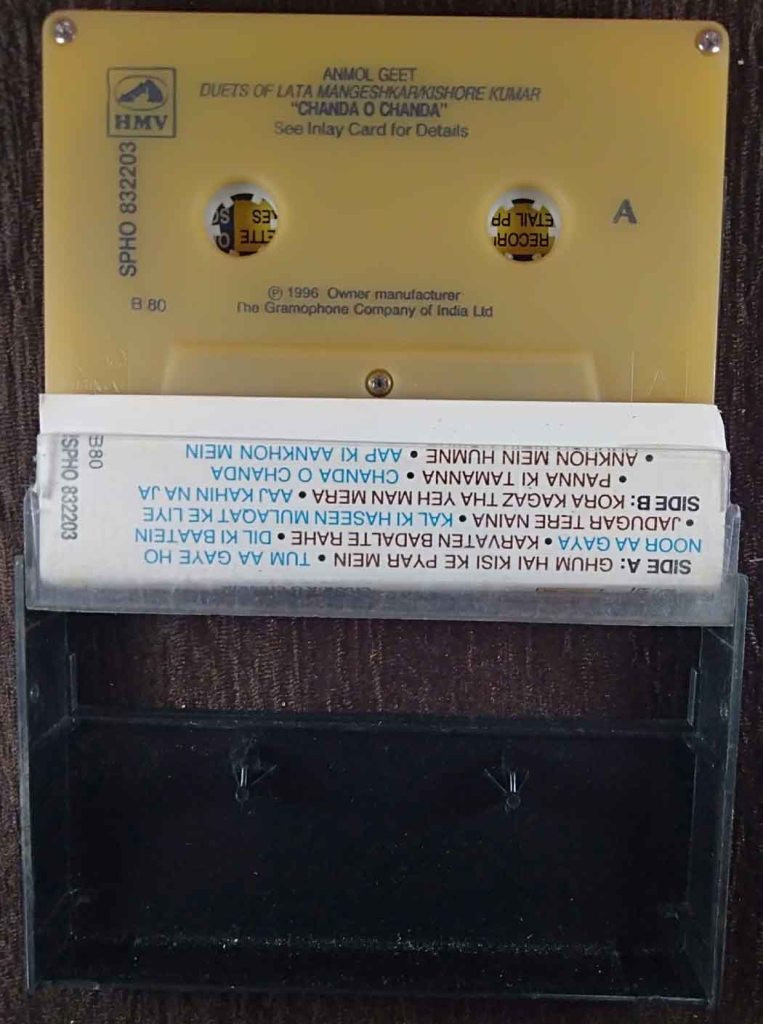 ANMOL GEET
DUETS OF LATA MANGESHKAR/KISHORE KUMAR
"CHANDA O CHANDA"
See Inlay Card for Details
HMV
SPHO 832203
A
RECOR
ETAIL PR
ETTE
B 80
℗ 1996 Owner manufacturer
The Gramophone Company of India Ltd
SIDE A: GHUM HAI KISI KE PYAR MEIN • TUM AA GAYE HO
NOOR AA GAYA • KARVATEN BADALTE RAHE • DIL KI BAATEIN
• JADUGAR TERE NAINA • KAL KI HASEEN MULAQAT KE LIYE
SIDE B: KORA KAGAZ THA YEH MAN MERA • AAJ KAHIN NA JA
• PANNA KI TAMANNA • CHANDA O CHANDA
• ANKHON MEIN HUMNE • AAP KI AANKHON MEIN
SPHO 832203
B80